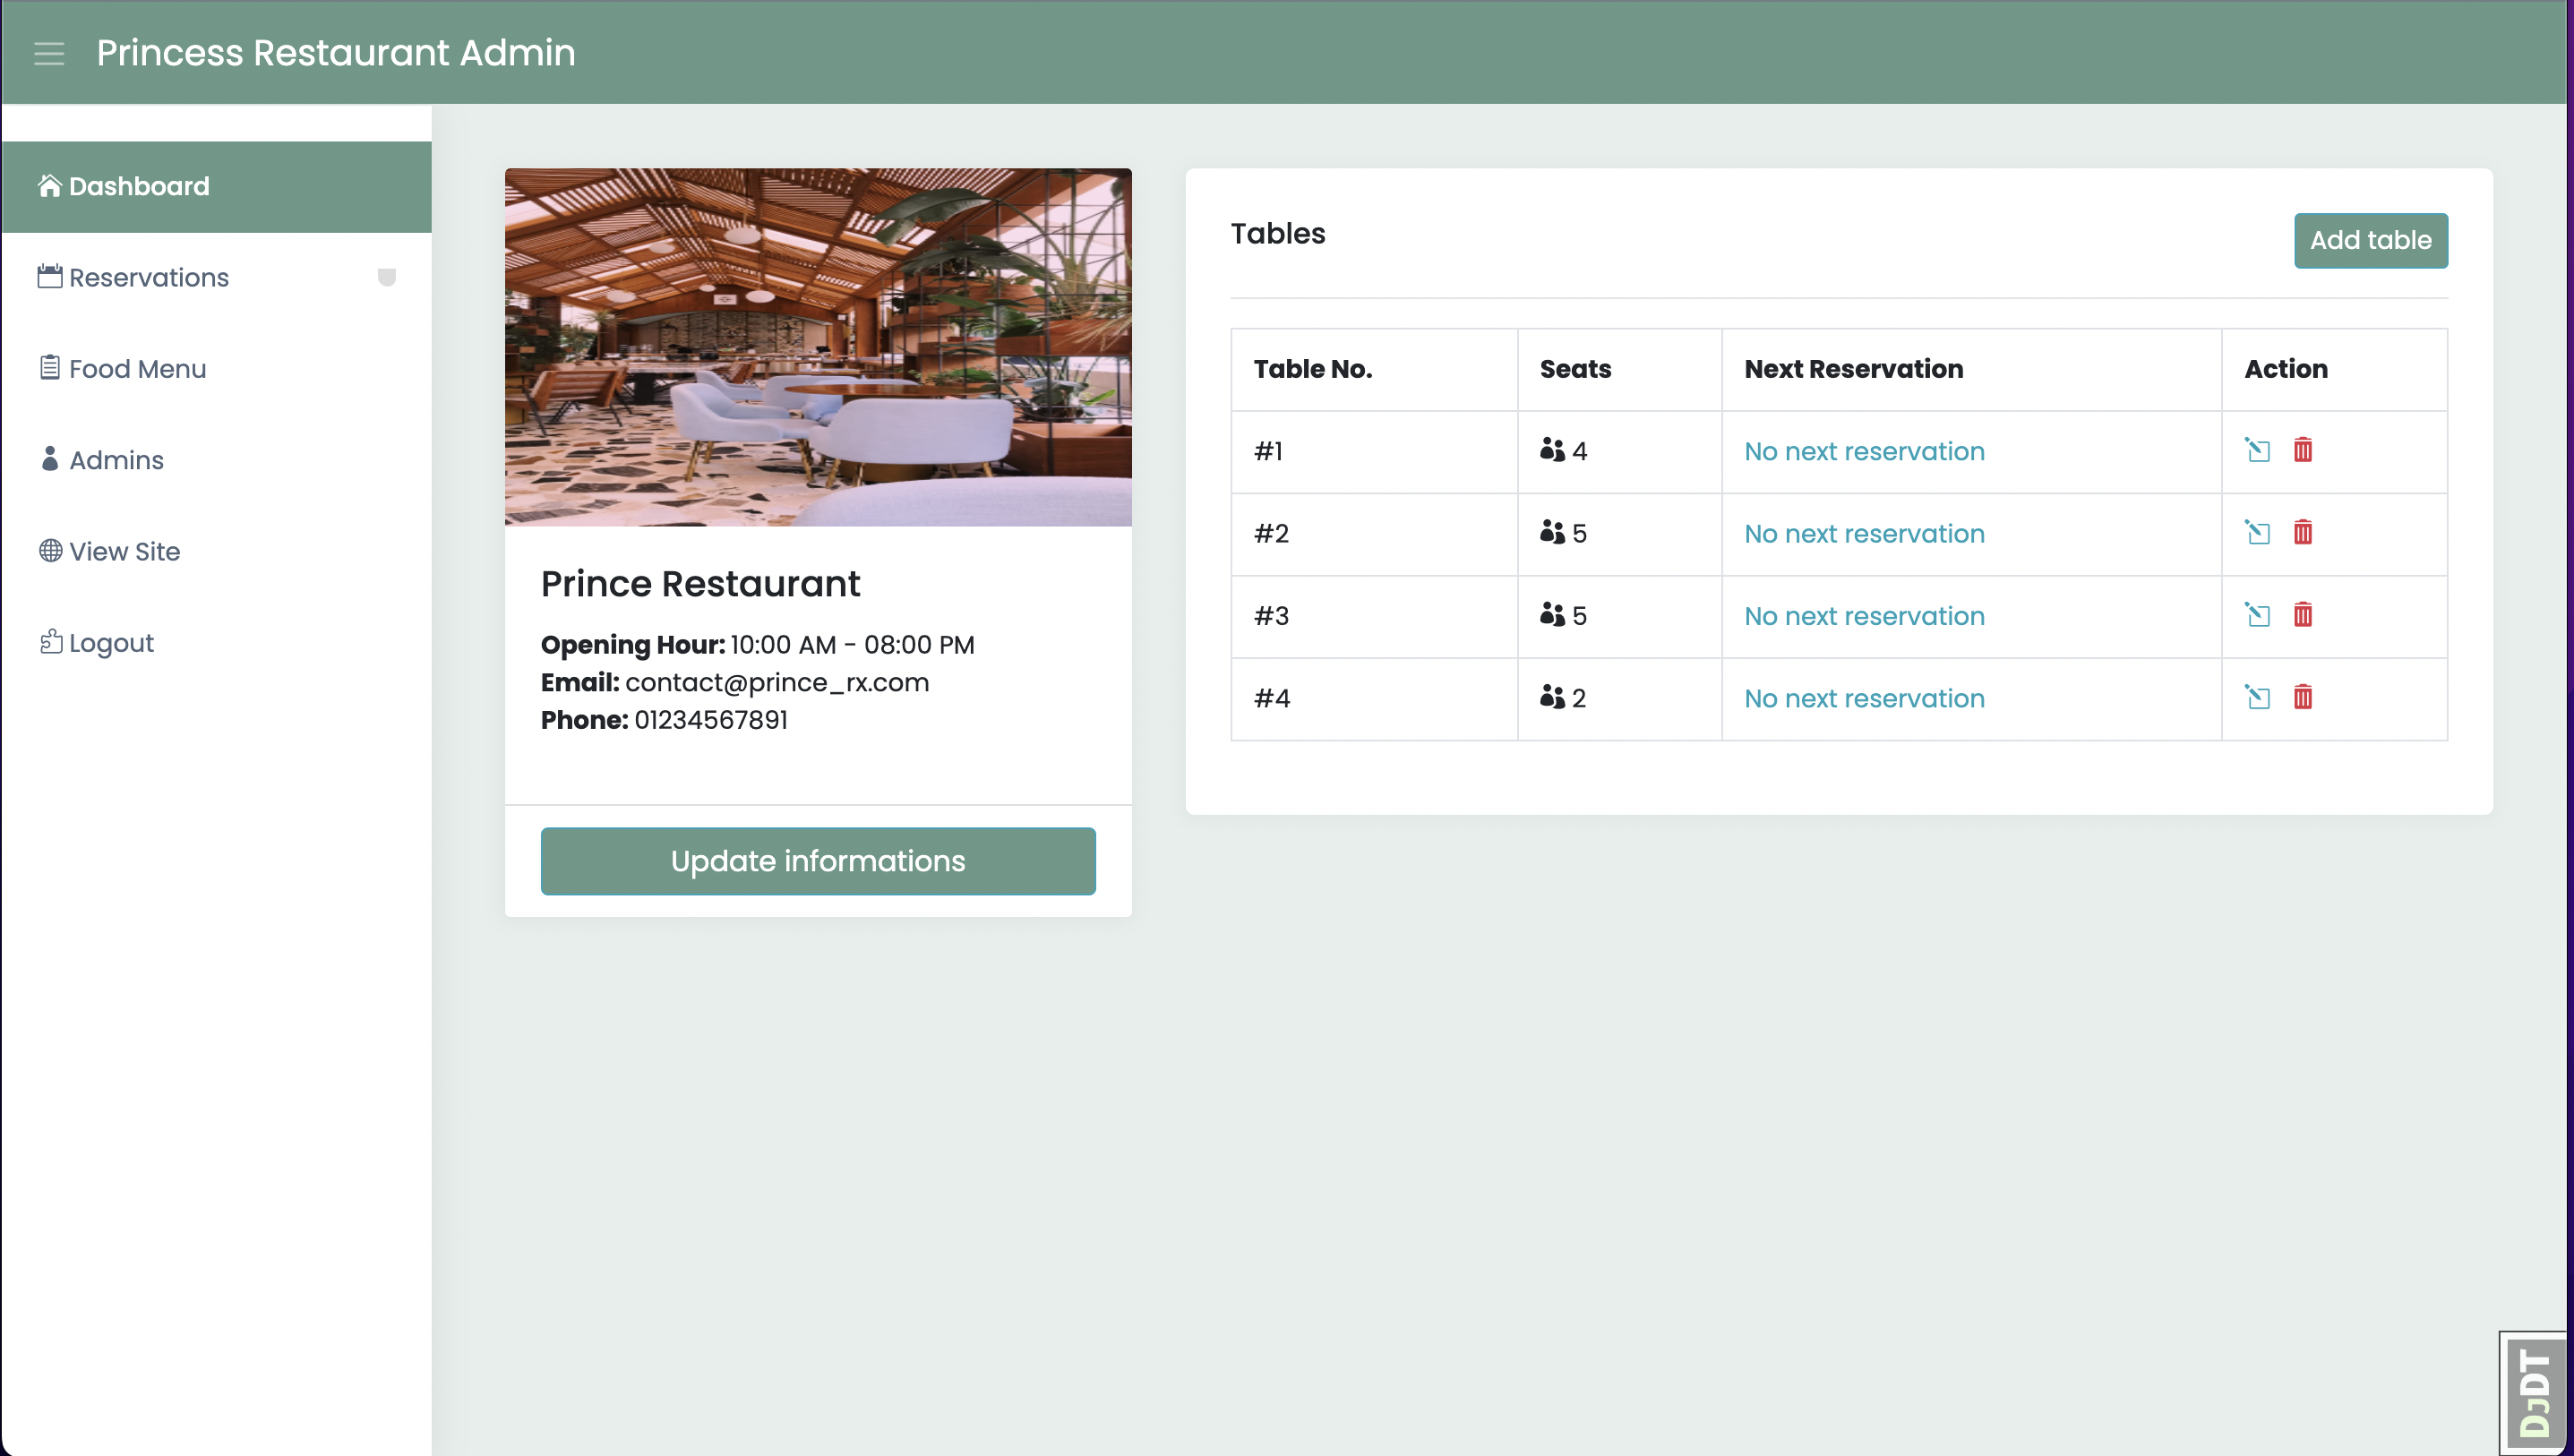 Princess Restaurant Admin
Dashboard
Reservations
Food Menu
Admins
View Site
Logout
Prince Restaurant
Opening Hour: 10:00 AM - 08:00 PM
Email: contact@prince_rx.com
Phone: 01234567891
Update informations
Tables
Add table
Table No. Seats Next Reservation Action
#1 4 No next reservation
#2 5 No next reservation
#3 5 No next reservation
#4 2 No next reservation
DJDT